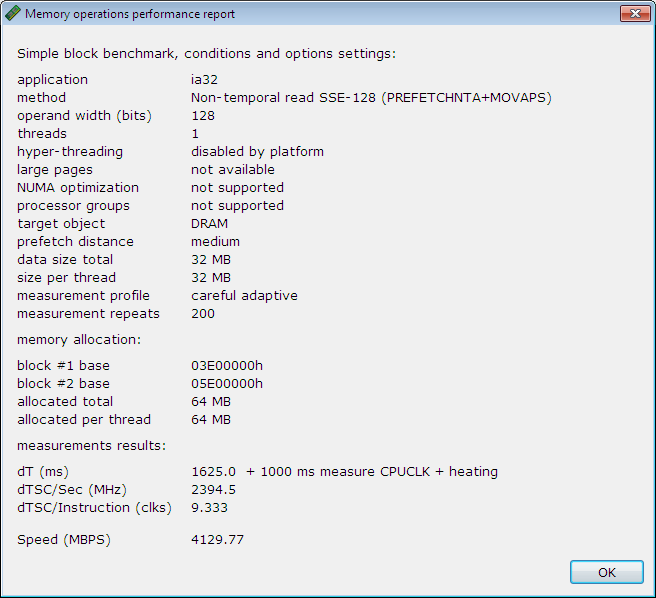 Memory operations performance report
Simple block benchmark, conditions and options settings:
application ia32
method Non-temporal read SSE-128 (PREFETCHNTA+MOVAPS)
operand width (bits) 128
threads 1
hyper-threading disabled by platform
large pages not available
NUMA optimization not supported
processor groups not supported
target object DRAM
prefetch distance medium
data size total 32 MB
size per thread 32 MB
measurement profile careful adaptive
measurement repeats 200
memory allocation:
block #1 base 03E00000h
block #2 base 05E00000h
allocated total 64 MB
allocated per thread 64 MB
measurements results:
dT (ms) 1625.0 + 1000 ms measure CPUCLK + heating
dTSC/Sec (MHz) 2394.5
dTSC/Instruction (clks) 9.333
Speed (MBPS) 4129.77
OK